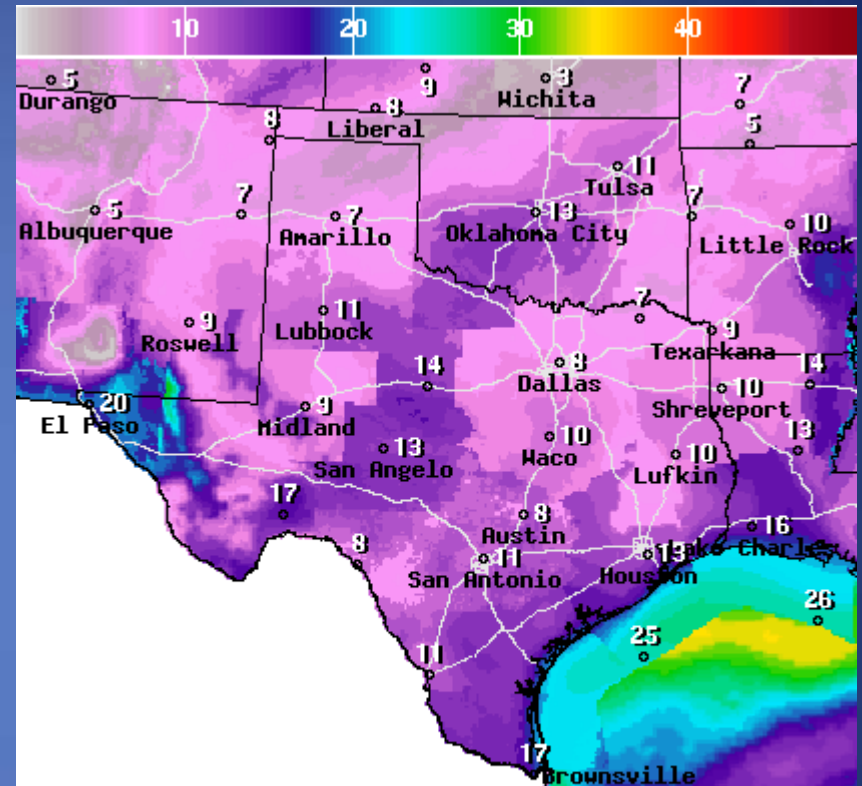 10 20 30 40
5 9 3 7
Durango Wichita
8 8 5
Liberal
11
Tulsa
5 7 7 13 7 10
Albuquerque Amarillo Oklahoma City Little Rock
9 11 7 9
Roswell Lubbock Texarkana
14 8 10 14
Dallas Shreveport
20 9
El Paso Midland
13 10 10 13
San Angelo Waco Lufkin
17 8 16
Austin
8 11 13 Lake Charles
San Antonio Houston
26
25
11
17
Brownsville